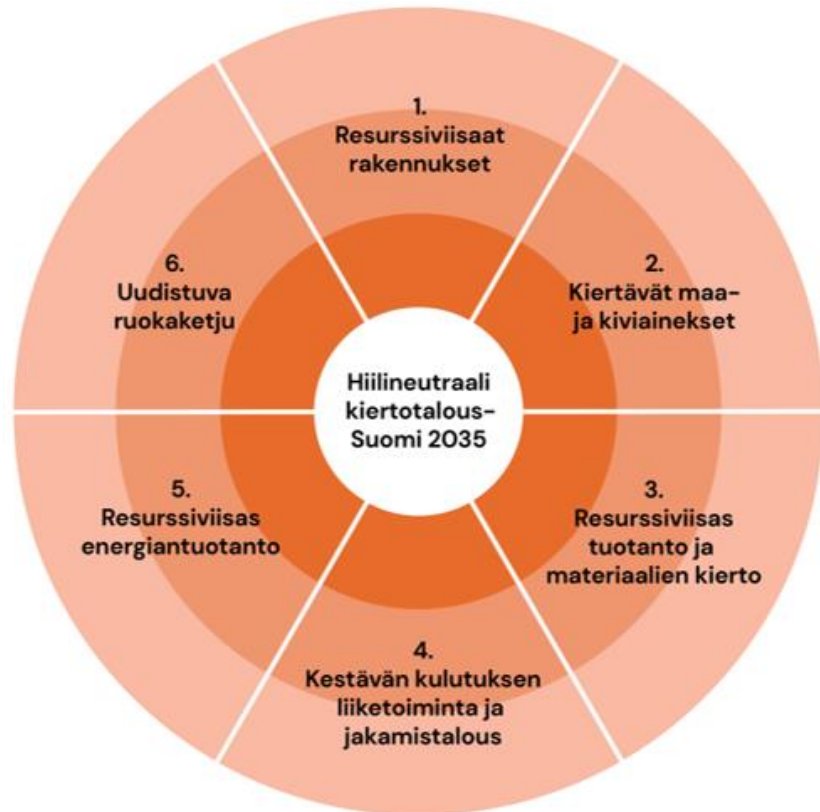 1.
Resurssiviisaat
rakennukset
2.
Kiertävät maa-
ja kiviainekset
3.
Resurssiviisas
tuotanto ja
materiaalien kierto
4.
Kestävän kulutuksen
liiketoiminta ja
jakamistalous
5.
Resurssiviisas
energiantuotanto
6.
Uudistuva
ruokaketju
Hiilineutraali
kiertotalous-
Suomi 2035